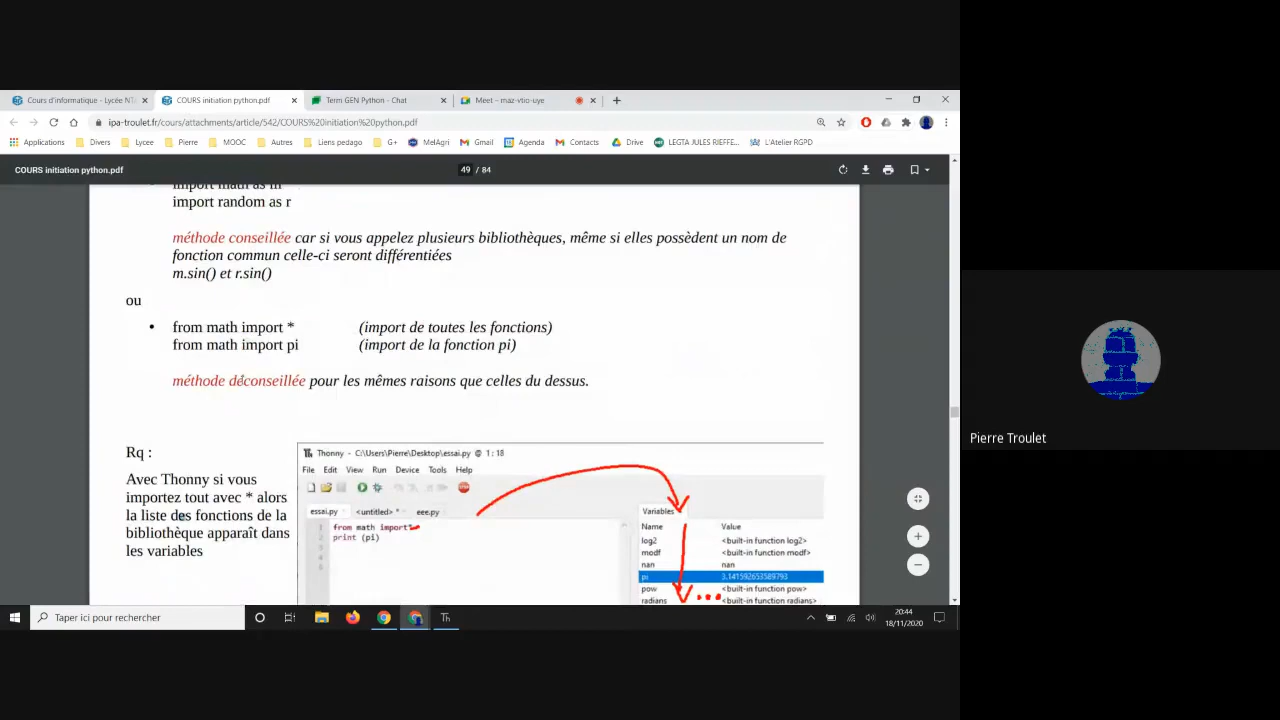 Cours d'informatique - Lycée NTé
COURS initiation python.pdf
Term GEN Python - Chat
Meet – maz-vtio-uye
ipa-troulet.fr/cours/attachments/article/542/COURS%20initiation%20python.pdf
Applications
Divers
Lycee
Pierre
MOOC
Autres
Liens pedago
G+
MelAgri
Gmail
Agenda
Contacts
Drive
LEGTA JULES RIEFFE...
L'Atelier RGPD
COURS initiation python.pdf
49 / 84
import math as m
import random as r
méthode conseillée car si vous appelez plusieurs bibliothèques, même si elles possèdent un nom de
fonction commun celle-ci seront différentiées
m.sin() et r.sin()
ou
• from math import * (import de toutes les fonctions)
from math import pi (import de la fonction pi)
méthode déconseillée pour les mêmes raisons que celles du dessus.
Rq :
Avec Thonny si vous
importez tout avec * alors
la liste des fonctions de la
bibliothèque apparaît dans
les variables
Thonny - C:\Users\Pierre\Desktop\essai.py @ 1 : 18
File Edit View Run Device Tools Help
essai.py
<untitled> *
eee.py
1 from math import
2 print (pi)
3
4
5
Variables
Name Value
log2 <built-in function log2>
modf <built-in function modf>
nan nan
pi 3.141592653589793
pow <built-in function pow>
radians <built-in function radians>
Pierre Troulet
Taper ici pour rechercher
20:44
18/11/2020